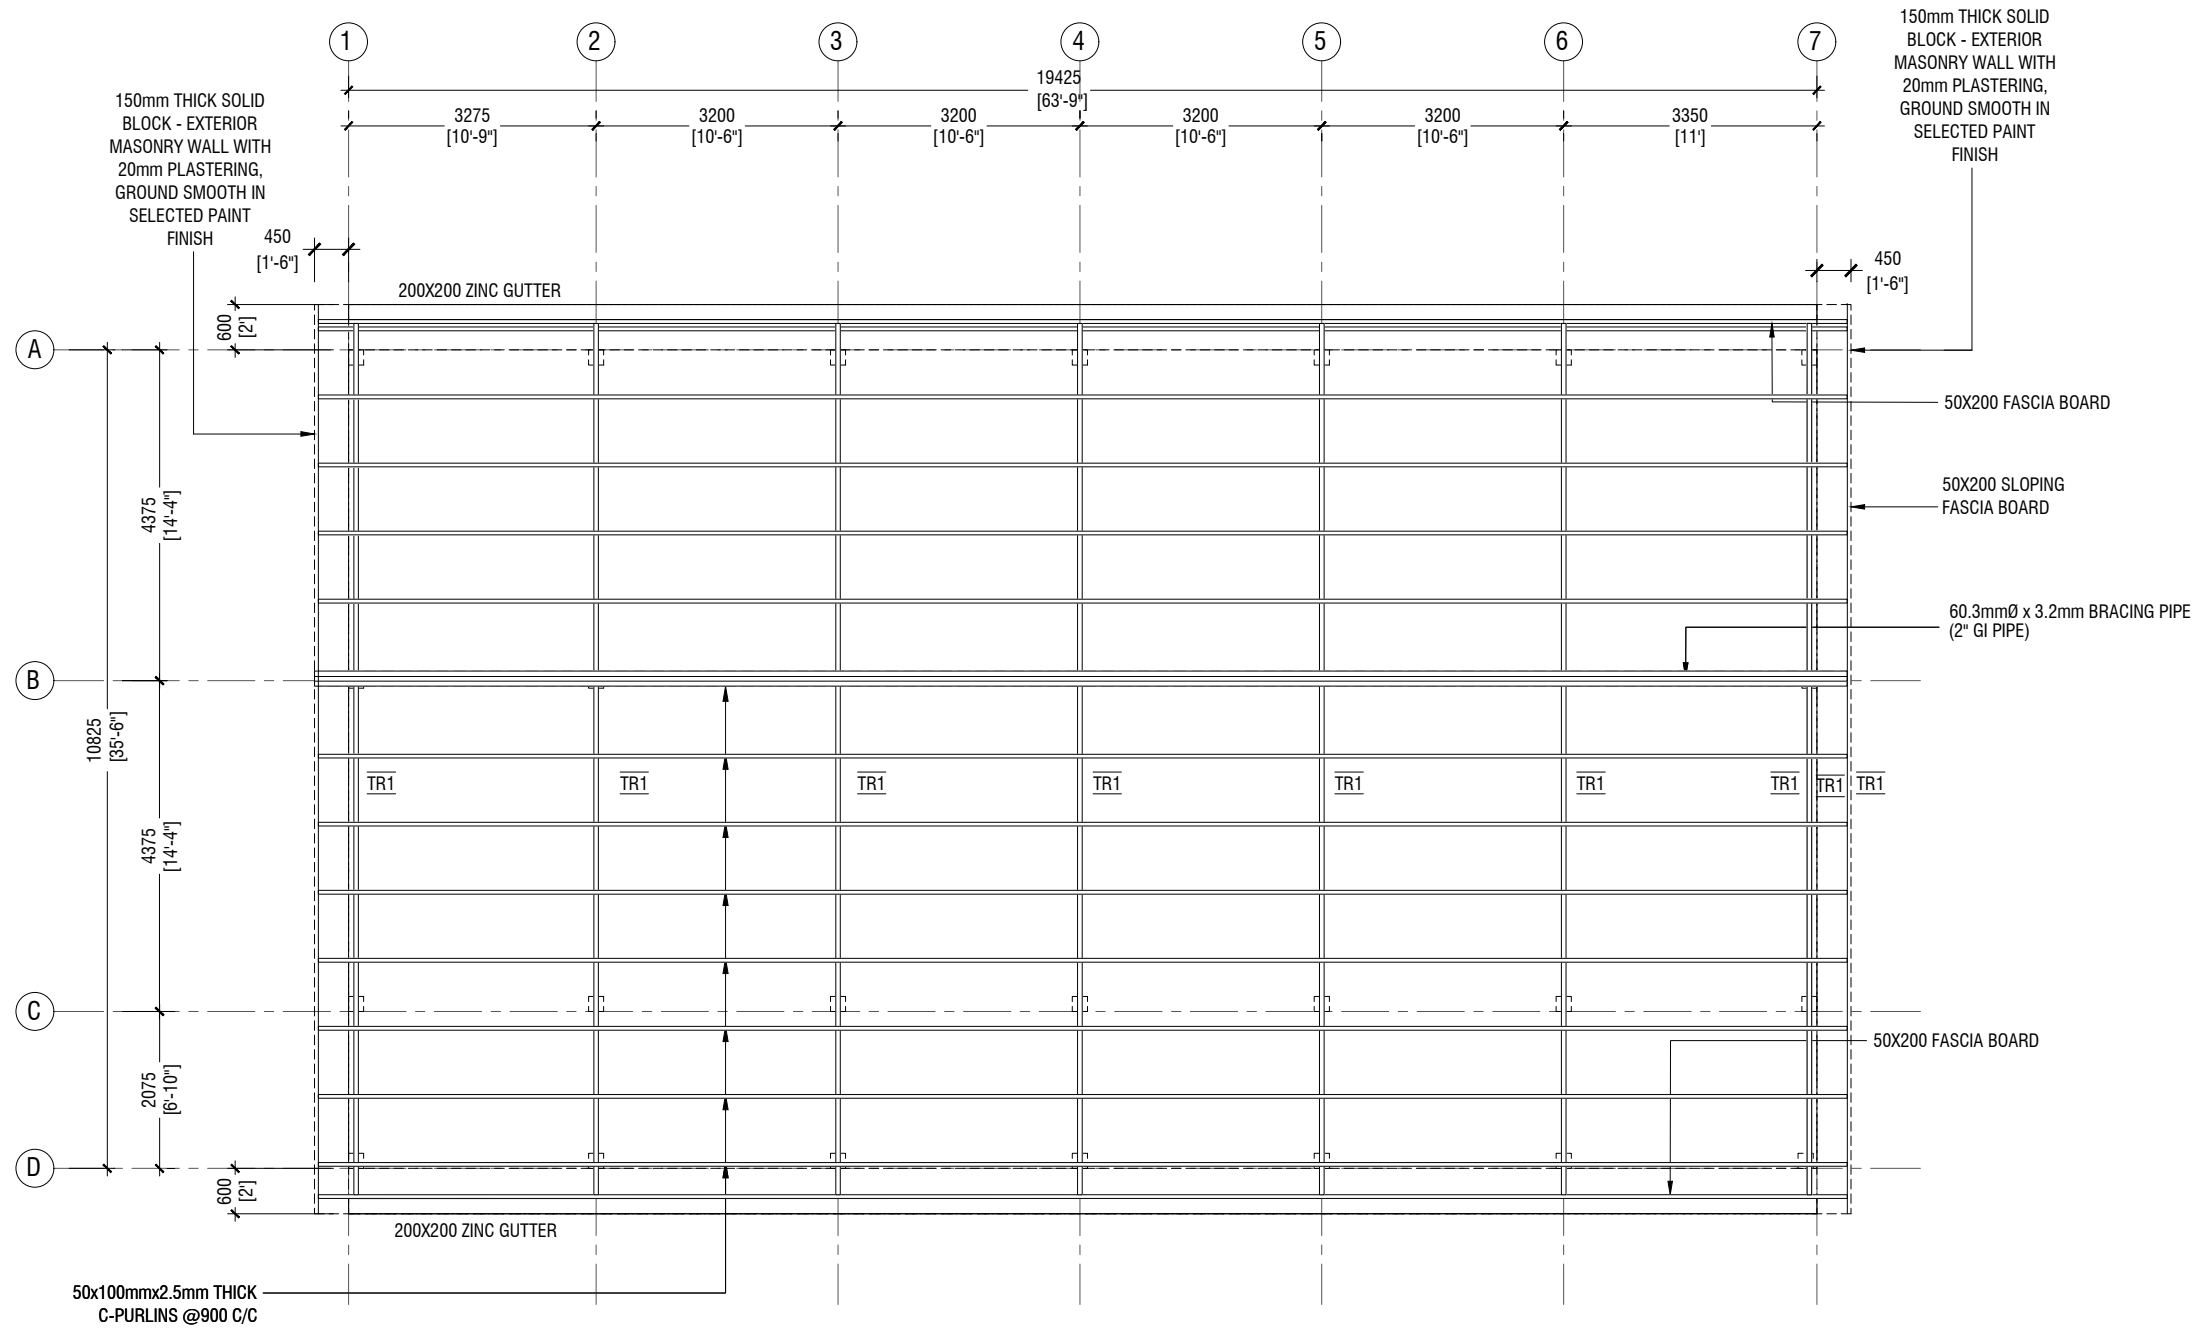 1
2
3
4
5
6
7
19425
[63'-9"]
3275
[10'-9"]
3200
[10'-6"]
3200
[10'-6"]
3200
[10'-6"]
3200
[10'-6"]
3350
[11']
150mm THICK SOLID
BLOCK - EXTERIOR
MASONRY WALL WITH
20mm PLASTERING,
GROUND SMOOTH IN
SELECTED PAINT
FINISH
150mm THICK SOLID
BLOCK - EXTERIOR
MASONRY WALL WITH
20mm PLASTERING,
GROUND SMOOTH IN
SELECTED PAINT
FINISH
450
[1'-6"]
450
[1'-6"]
200X200 ZINC GUTTER
600
[2']
A
50X200 FASCIA BOARD
4375
[14'-4"]
50X200 SLOPING
FASCIA BOARD
60.3mmØ x 3.2mm BRACING PIPE
(2" GI PIPE)
B
10825
[35'-6"]
TR1
TR1
TR1
TR1
TR1
TR1
TR1
TR1
TR1
4375
[14'-4"]
C
50X200 FASCIA BOARD
2075
[6'-10"]
D
600
[2']
200X200 ZINC GUTTER
50x100mmx2.5mm THICK
C-PURLINS @900 C/C